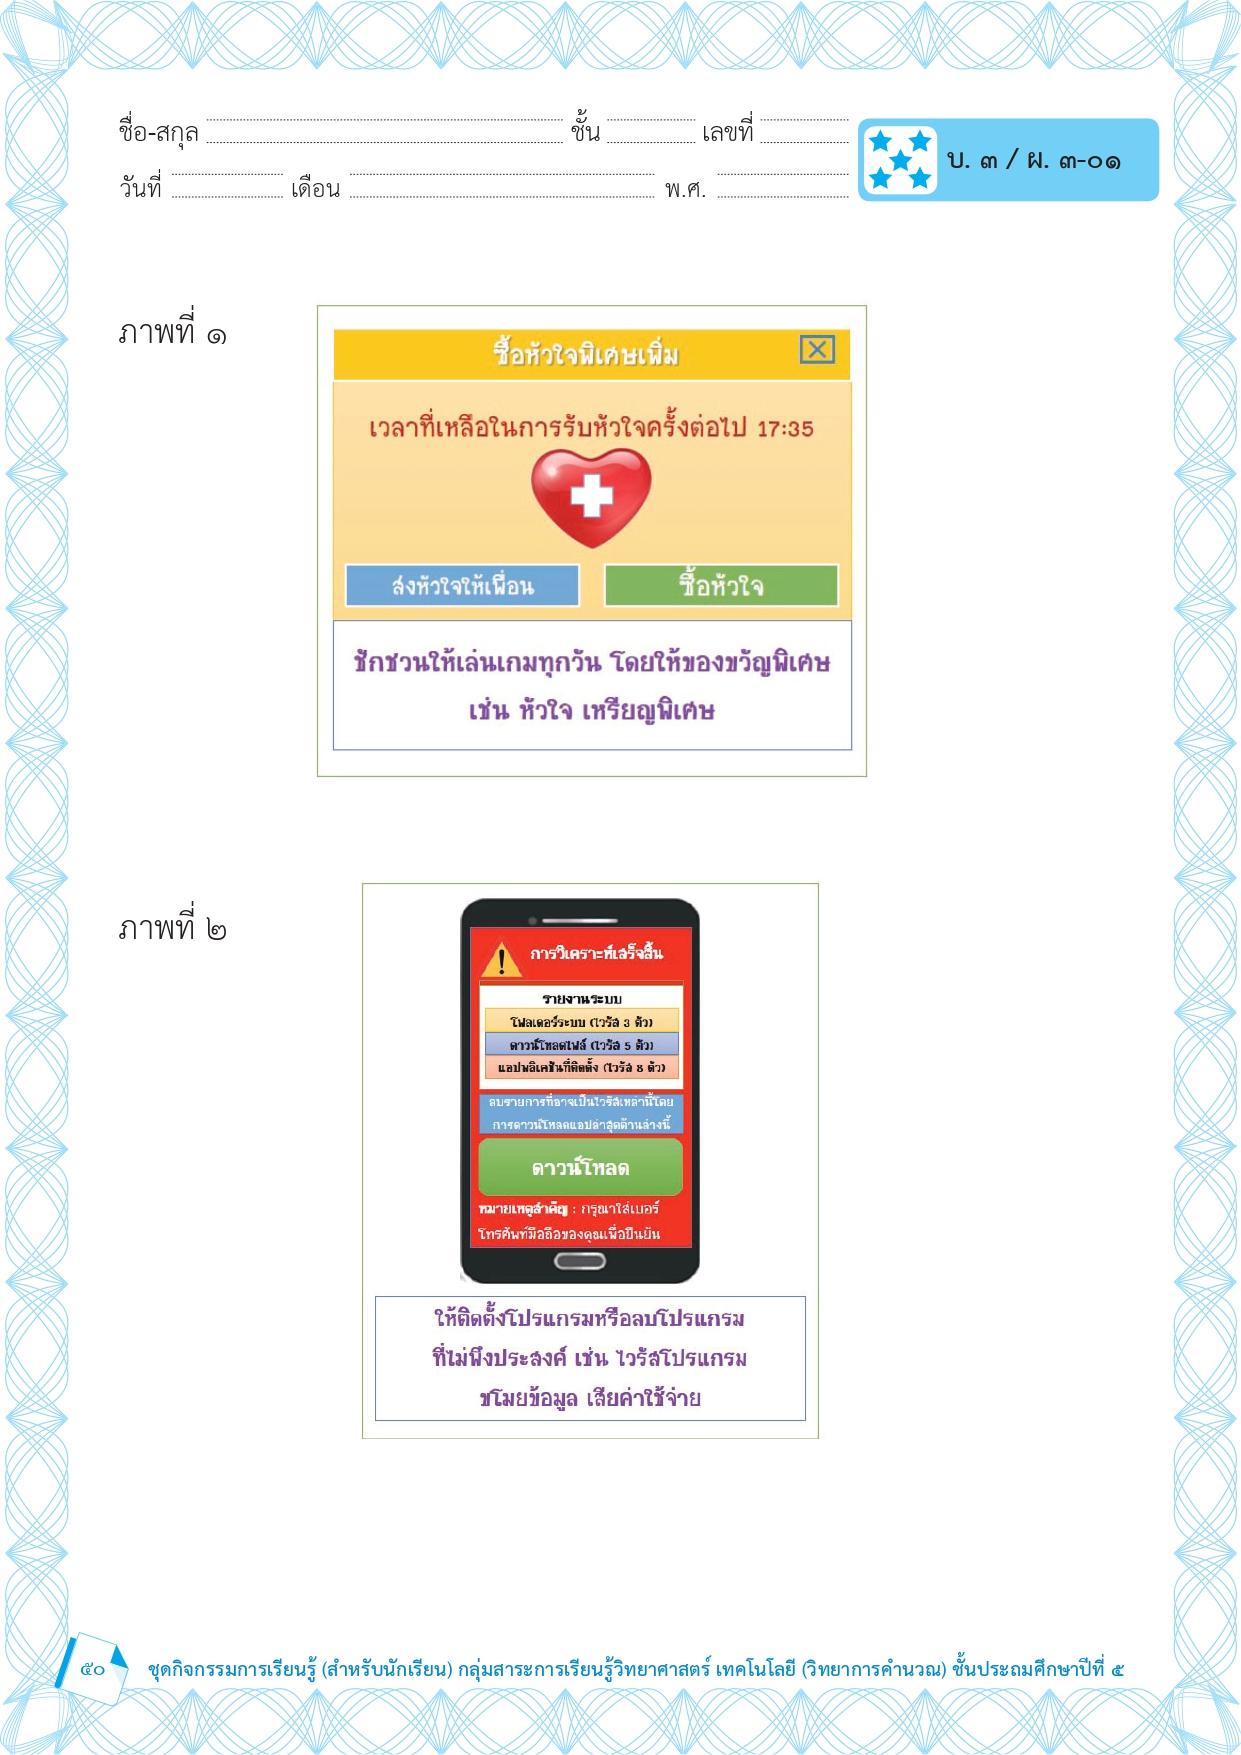 ชื่อ-สกุล ชั้น เลขที่
วันที่ เดือน พ.ศ.
บ. ๓ / ผ. ๓-๐๑
ภาพที่ ๑
ซื้อหัวใจพิเศษเพิ่ม
เวลาที่เหลือในการรับหัวใจครั้งต่อไป 17:35
ส่งหัวใจให้เพื่อน ซื้อหัวใจ
ชักชวนให้เล่นเกมทุกวัน โดยให้ของขวัญพิเศษ
เช่น หัวใจ เหรียญพิเศษ
ภาพที่ ๒
การวิเคราะห์เสร็จสิ้น
รายงานระบบ
โฟลเดอร์ระบบ (ไวรัส 3 ตัว)
ดาวน์โหลดไฟล์ (ไวรัส 5 ตัว)
แอปพลิเคชันที่ติดตั้ง (ไวรัส 8 ตัว)
ลบรายการที่อาจเป็นไวรัสเหล่านี้โดย
การดาวน์โหลดแอปล่าสุดด้านล่างนี้
ดาวน์โหลด
หมายเหตุสำคัญ : กรุณาใส่เบอร์
โทรศัพท์มือถือของคุณเพื่อยืนยัน
ให้ติดตั้งโปรแกรมหรือลบโปรแกรม
ที่ไม่พึงประสงค์ เช่น ไวรัสโปรแกรม
ขโมยข้อมูล เสียค่าใช้จ่าย
๕๐ ชุดกิจกรรมการเรียนรู้ (สำหรับนักเรียน) กลุ่มสาระการเรียนรู้วิทยาศาสตร์ เทคโนโลยี (วิทยาการคำนวณ) ชั้นประถมศึกษาปีที่ ๕